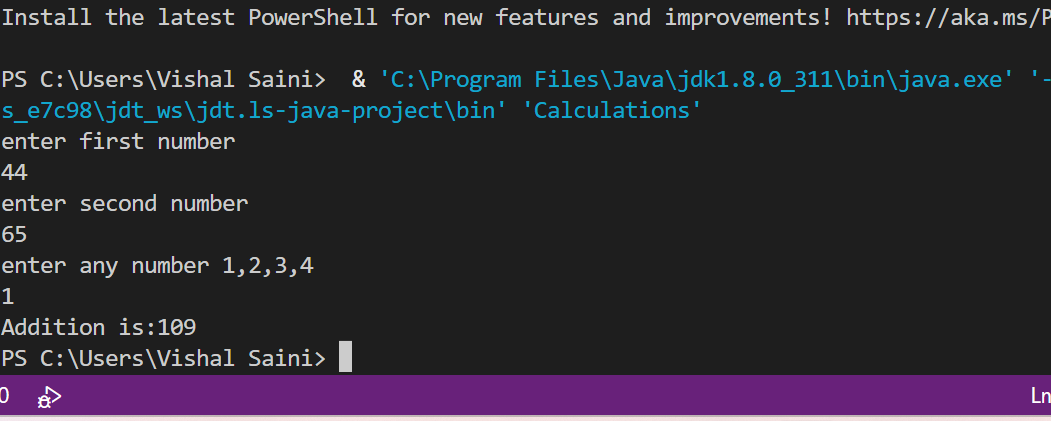 Install the latest PowerShell for new features and improvements! https://aka.ms/P
PS C:\Users\Vishal Saini>  & 'C:\Program Files\Java\jdk1.8.0_311\bin\java.exe' '-
s_e7c98\jdt_ws\jdt.ls-java-project\bin' 'Calculations'
enter first number
44
enter second number
65
enter any number 1,2,3,4
1
Addition is:109
PS C:\Users\Vishal Saini>
0
Ln